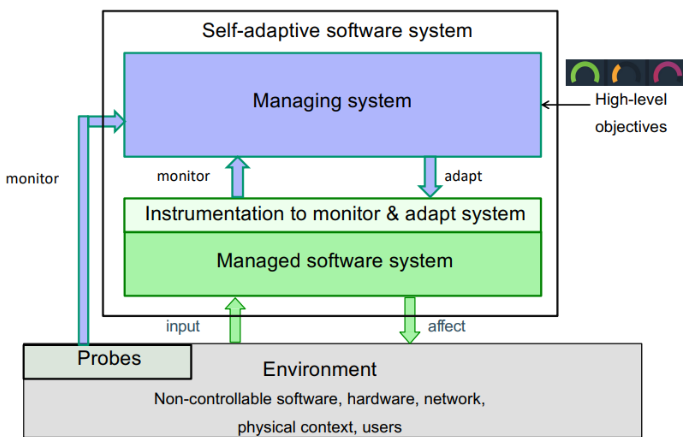 Self-adaptive software system
Managing system
High-level
objectives
monitor
monitor
adapt
Instrumentation to monitor & adapt system
Managed software system
input
affect
Probes
Environment
Non-controllable software, hardware, network,
physical context, users